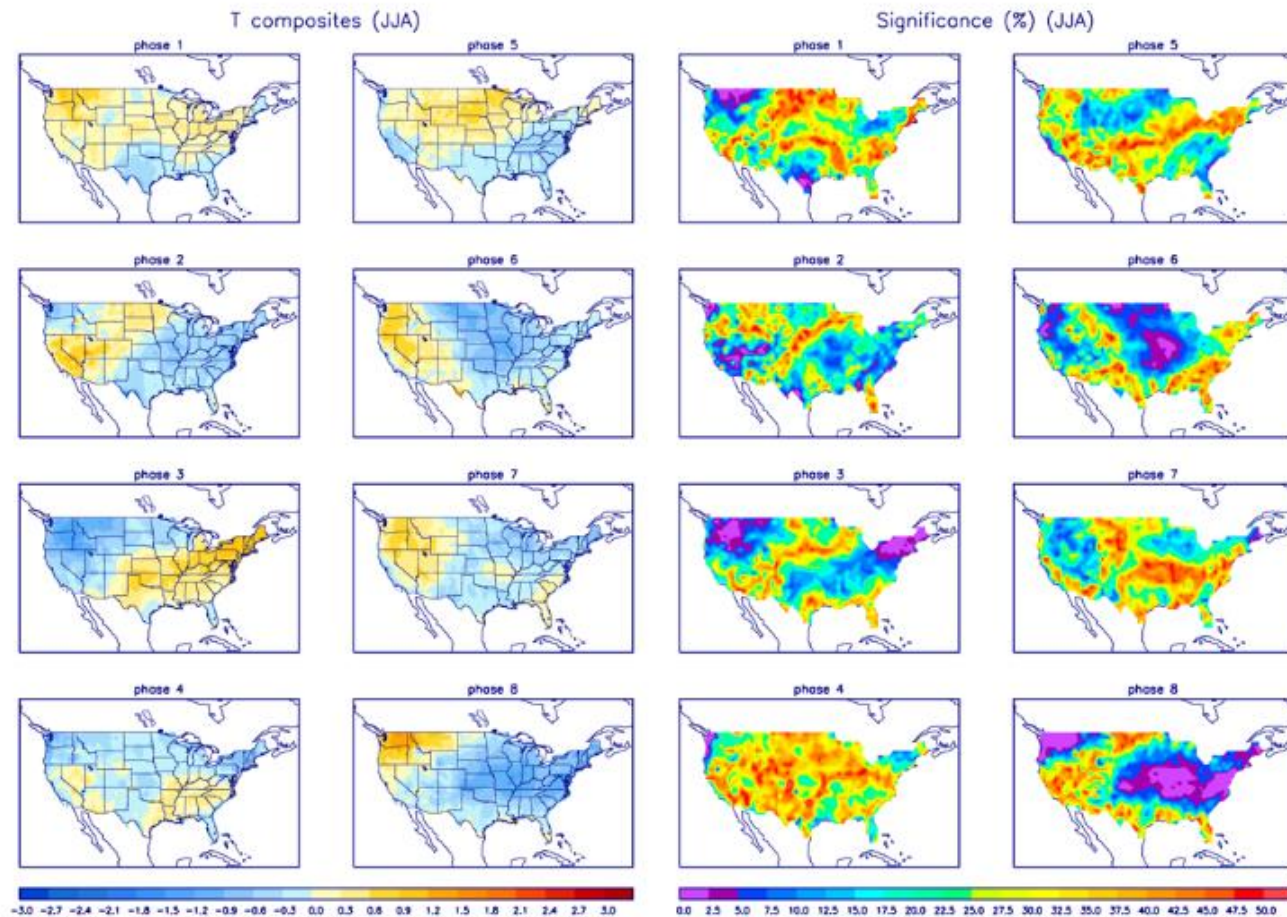 T composites (JJA)
Significance (%) (JJA)
phase 1
phase 5
phase 1
phase 5
phase 2
phase 6
phase 2
phase 6
phase 3
phase 7
phase 3
phase 7
phase 4
phase 8
phase 4
phase 8
−3.0 −2.7 −2.4 −2.1 −1.8 −1.5 −1.2 −0.9 −0.6 −0.3 0.0 0.3 0.6 0.9 1.2 1.5 1.8 2.1 2.4 2.7 3.0
0.0 2.5 5.0 7.5 10.0 12.5 15.0 17.5 20.0 22.5 25.0 27.5 30.0 32.5 35.0 37.5 40.0 42.5 45.0 47.5 50.0